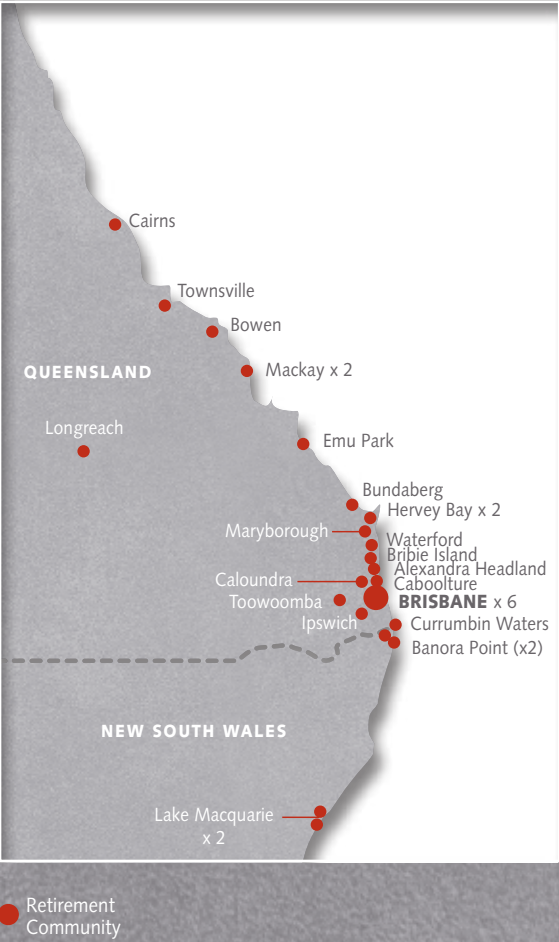 Cairns
Townsville
Bowen
QUEENSLAND
Mackay x 2
Longreach
Emu Park
Bundaberg
Hervey Bay x 2
Maryborough
Waterford
Bribie Island
Alexandra Headland
Caloundra
Caboolture
Toowoomba
BRISBANE x 6
Ipswich
Currumbin Waters
Banora Point (x2)
NEW SOUTH WALES
Lake Macquarie
x 2
Retirement
Community